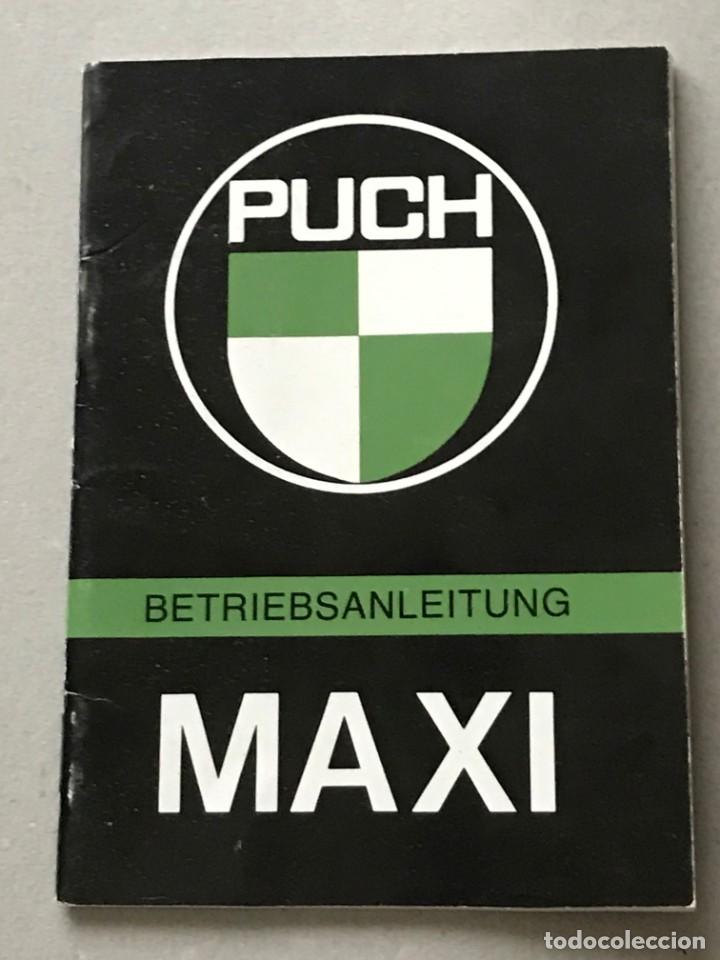 PUCH
BETRIEBSANLEITUNG
MAXI
todocoleccion